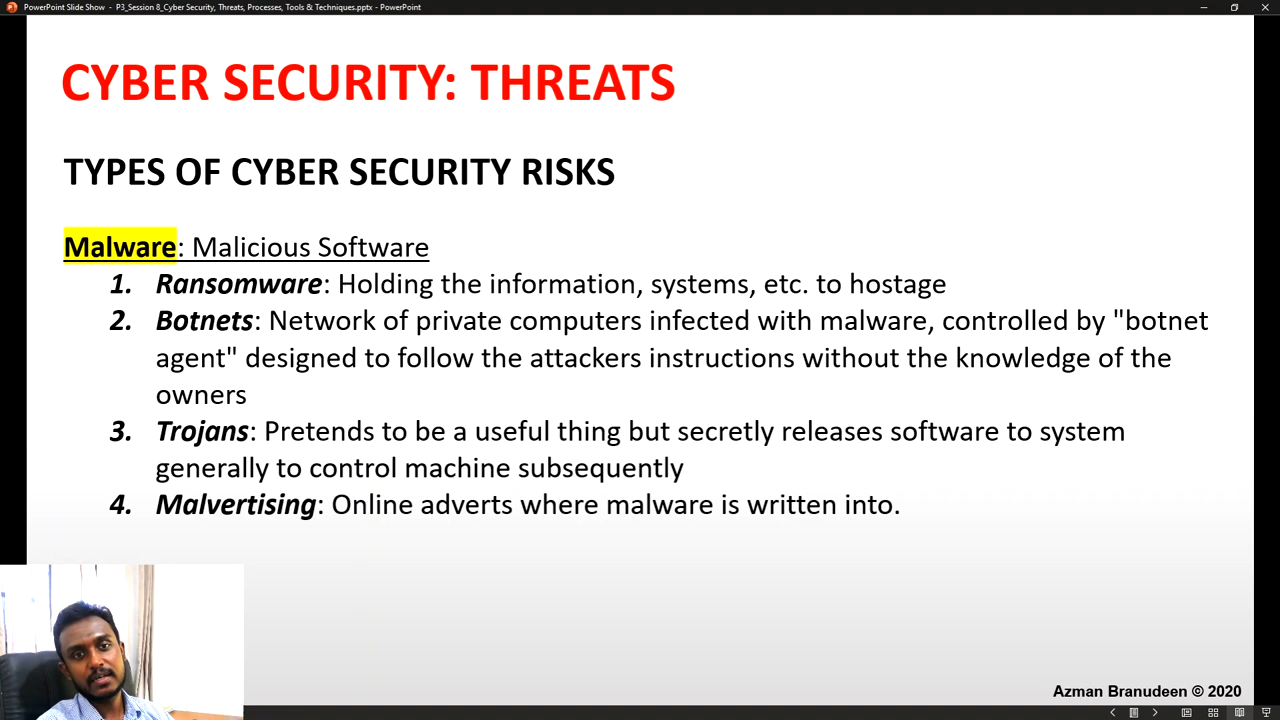 PowerPoint Slide Show - P3_Session 8_Cyber Security, Threats, Processes, Tools & Techniques.pptx - PowerPoint
CYBER SECURITY: THREATS
TYPES OF CYBER SECURITY RISKS
Malware: Malicious Software
1. Ransomware: Holding the information, systems, etc. to hostage
2. Botnets: Network of private computers infected with malware, controlled by "botnet
agent" designed to follow the attackers instructions without the knowledge of the
owners
3. Trojans: Pretends to be a useful thing but secretly releases software to system
generally to control machine subsequently
4. Malvertising: Online adverts where malware is written into.
Azman Branudeen © 2020